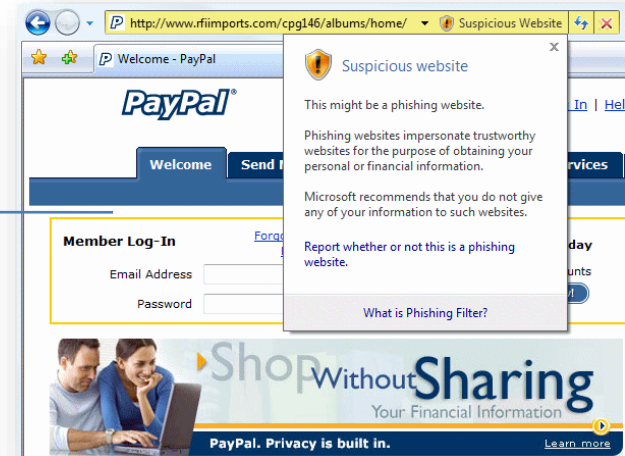 http://www.rfiimports.com/cpg146/albums/home/ Suspicious Website
Welcome - PayPal
Suspicious website
This might be a phishing website.
Phishing websites impersonate trustworthy
websites for the purpose of obtaining your
personal or financial information.
Microsoft recommends that you do not give
any of your information to such websites.
Report whether or not this is a phishing
website.
What is Phishing Filter?
PayPal®
In | Hel
Welcome Send rvices
Member Log-In Forgo day
unts
Email Address
Password
Shop Without Sharing
Your Financial Information
PayPal. Privacy is built in. Learn more